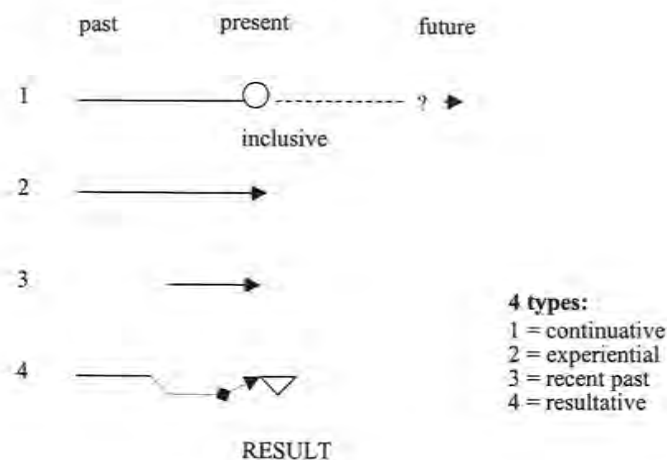 past present future
1
? 
inclusive
2
3
4 types:
1 = continuative
2 = experiential
3 = recent past
4 = resultative
4
RESULT